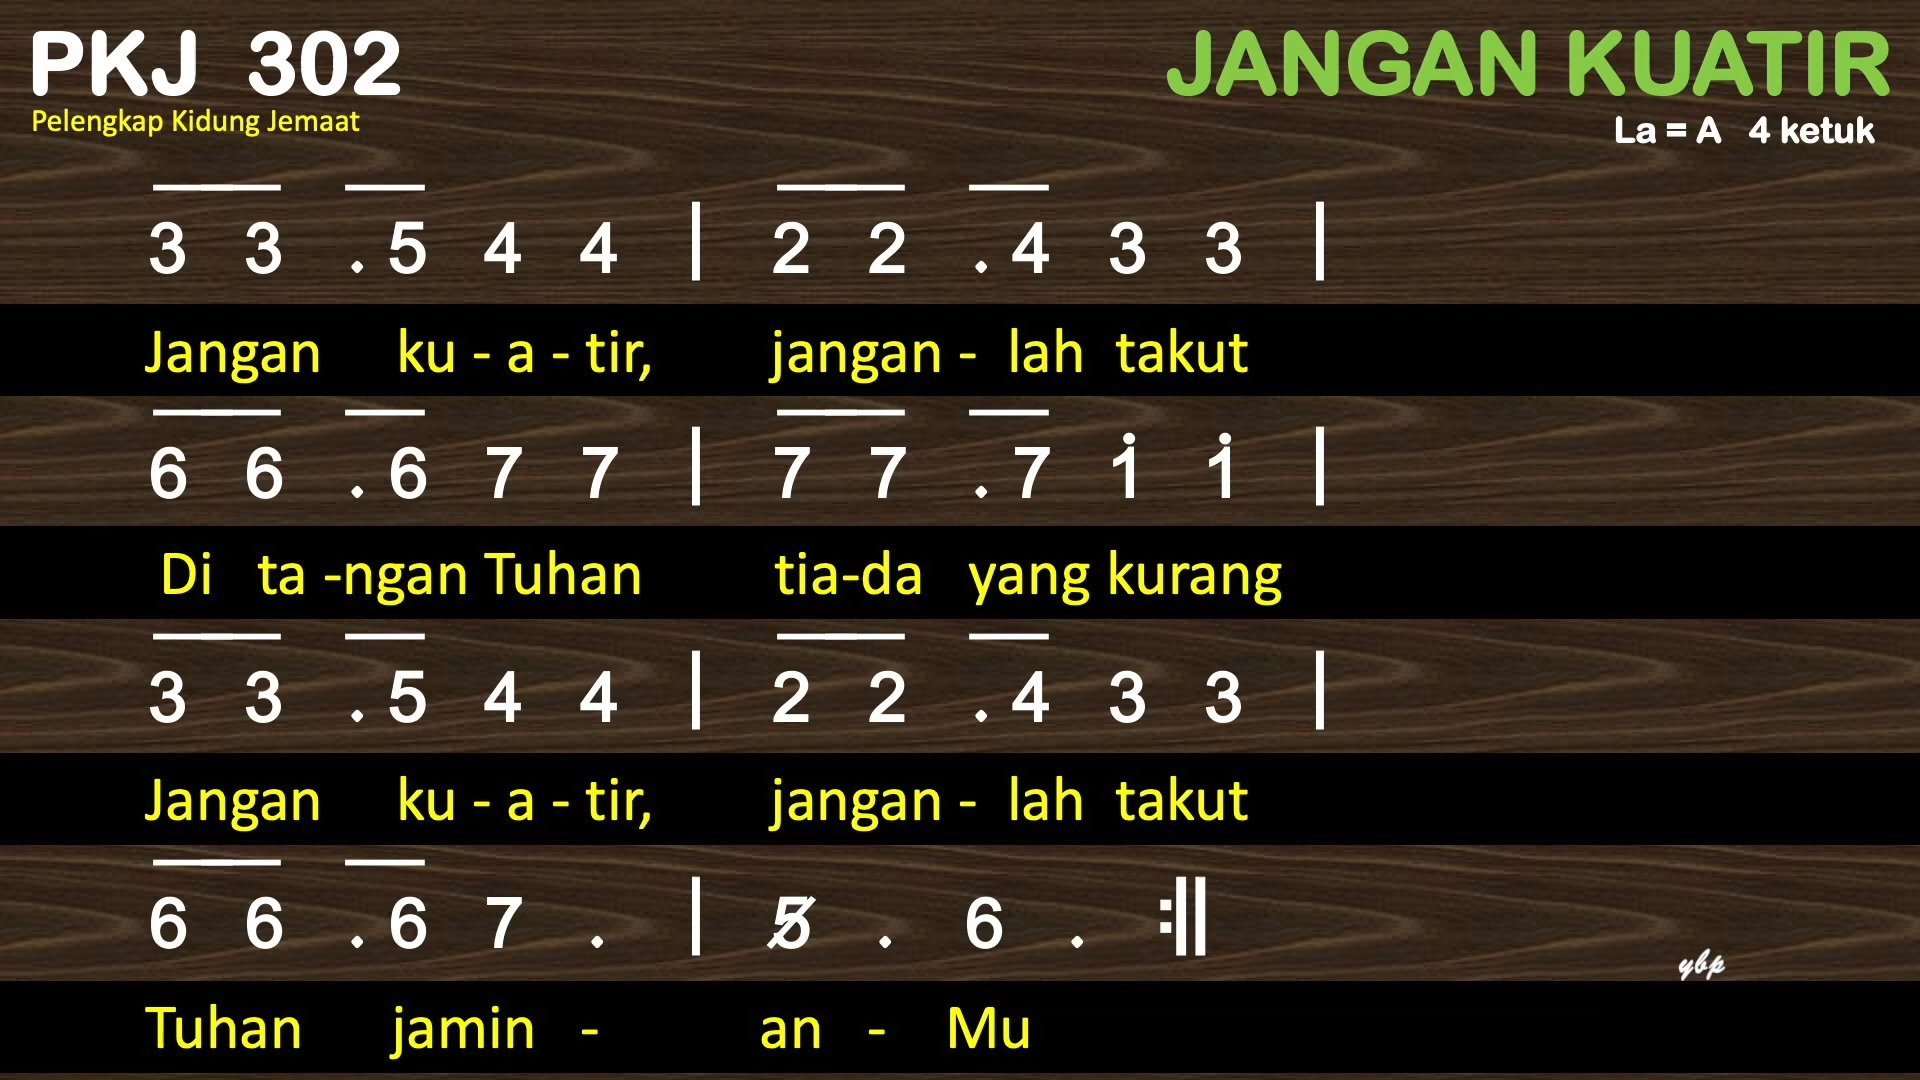 PKJ 302 JANGAN KUATIR
Pelengkap Kidung Jemaat La = A 4 ketuk
3 3 . 5 4 4 | 2 2 . 4 3 3 |
Jangan ku - a - tir, jangan - lah takut
6 6 . 6 7 7 | 7 7 . 7 1̇ 1̇ |
Di ta -ngan Tuhan tia-da yang kurang
3 3 . 5 4 4 | 2 2 . 4 3 3 |
Jangan ku - a - tir, jangan - lah takut
6 6 . 6 7 . | 5̸ . 6 . :||
ybp
Tuhan jamin - an - Mu